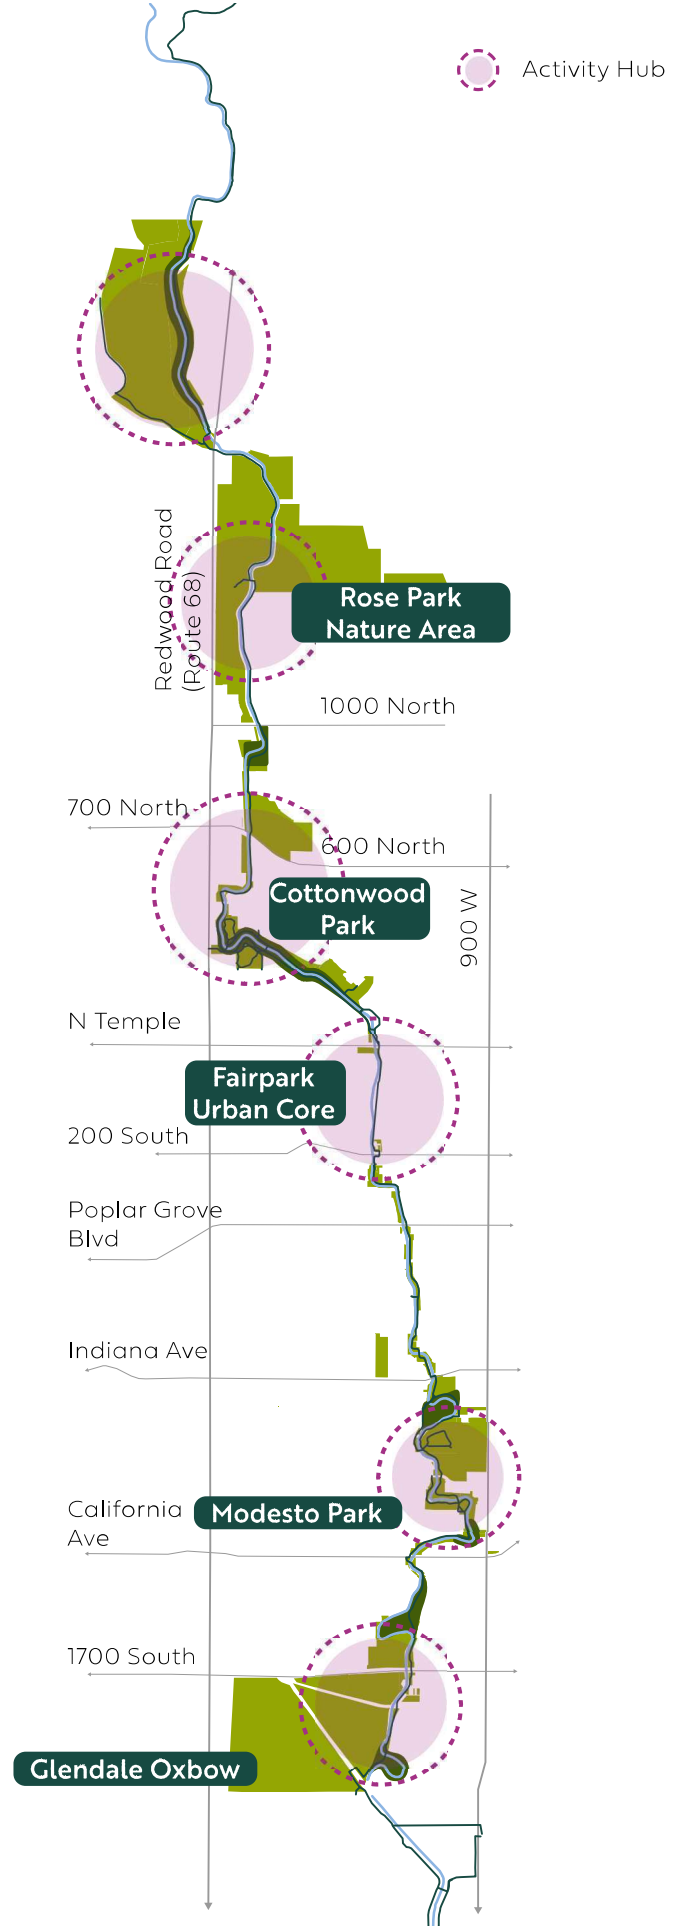 Activity Hub
Redwood Road
(Route 68)
Rose Park
Nature Area
1000 North
700 North
600 North
Cottonwood
Park
900 W
N Temple
Fairpark
Urban Core
200 South
Poplar Grove
Blvd
Indiana Ave
California
Ave
Modesto Park
1700 South
Glendale Oxbow